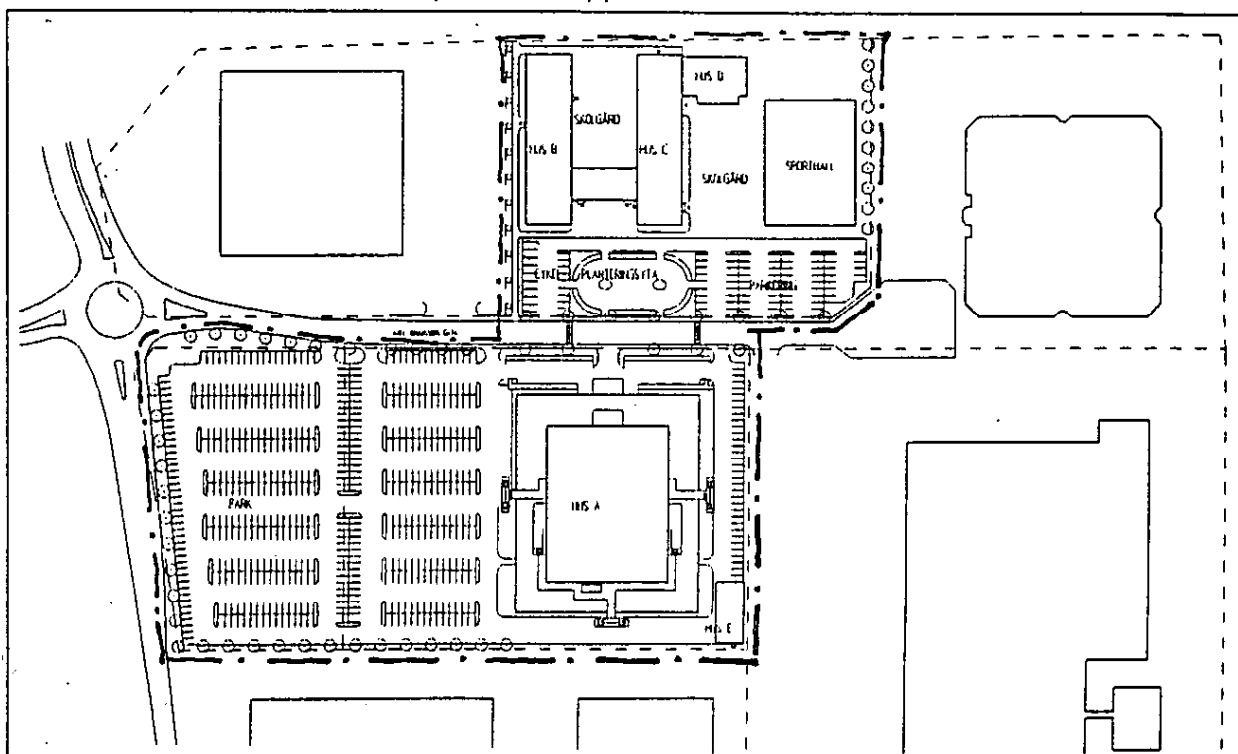 HUS D
SKOLGÅRD
HUS B
HUS C
SPORTHALL
SKOLGÅRD
PLANTERINGSYTA
PARKERING
PARK
HUS A
HUS E